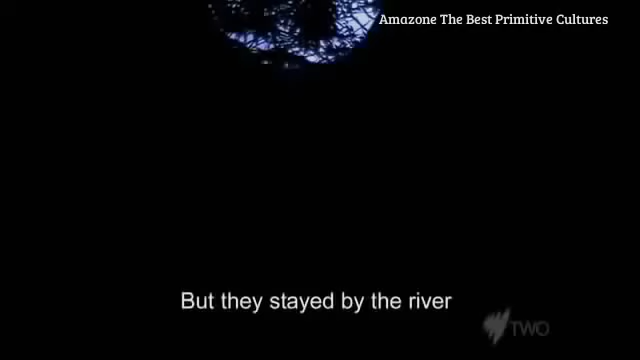 Amazone The Best Primitive Cultures
But they stayed by the river
TWO